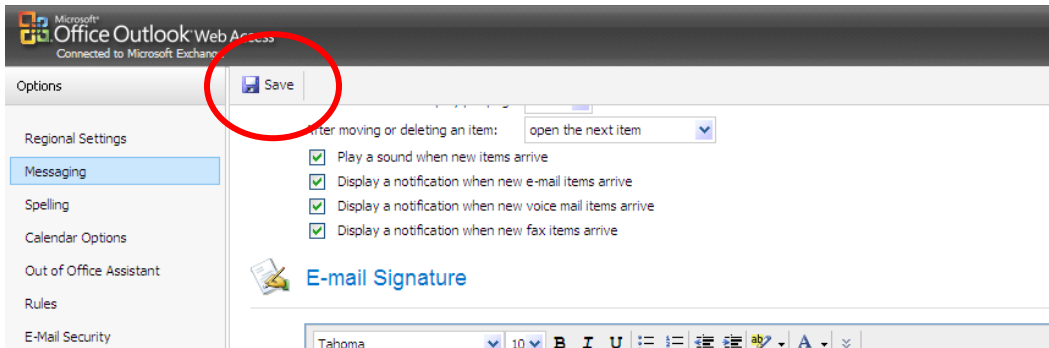 Microsoft
Office Outlook Web Access
Connected to Microsoft Exchange
Options
Save
After moving or deleting an item: open the next item
Regional Settings
Play a sound when new items arrive
Messaging
Display a notification when new e-mail items arrive
Spelling
Display a notification when new voice mail items arrive
Calendar Options
Display a notification when new fax items arrive
Out of Office Assistant
E-mail Signature
Rules
E-Mail Security
Tahoma 10 B I U ab A